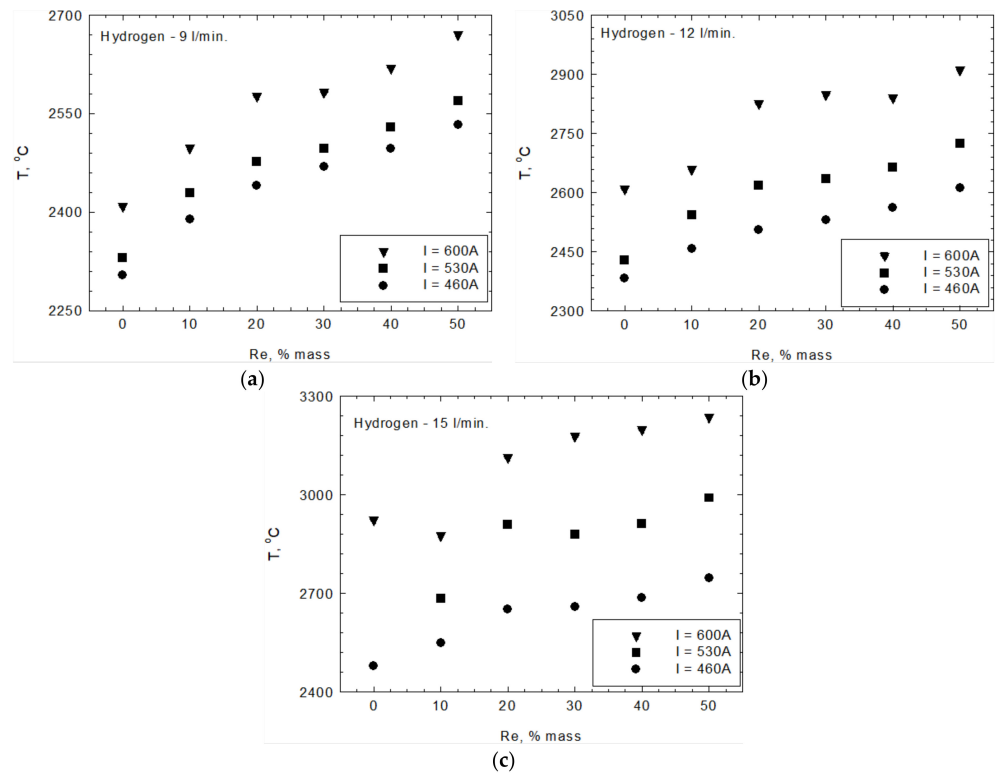 2700
2550
2400
2250
T, °C
Hydrogen - 9 l/min.
I = 600A
I = 530A
I = 460A
0 10 20 30 40 50
Re, % mass
(a)
3050
2900
2750
2600
2450
2300
T, °C
Hydrogen - 12 l/min.
I = 600A
I = 530A
I = 460A
0 10 20 30 40 50
Re, % mass
(b)
3300
3000
2700
2400
T, °C
Hydrogen - 15 l/min.
I = 600A
I = 530A
I = 460A
0 10 20 30 40 50
Re, % mass
(c)